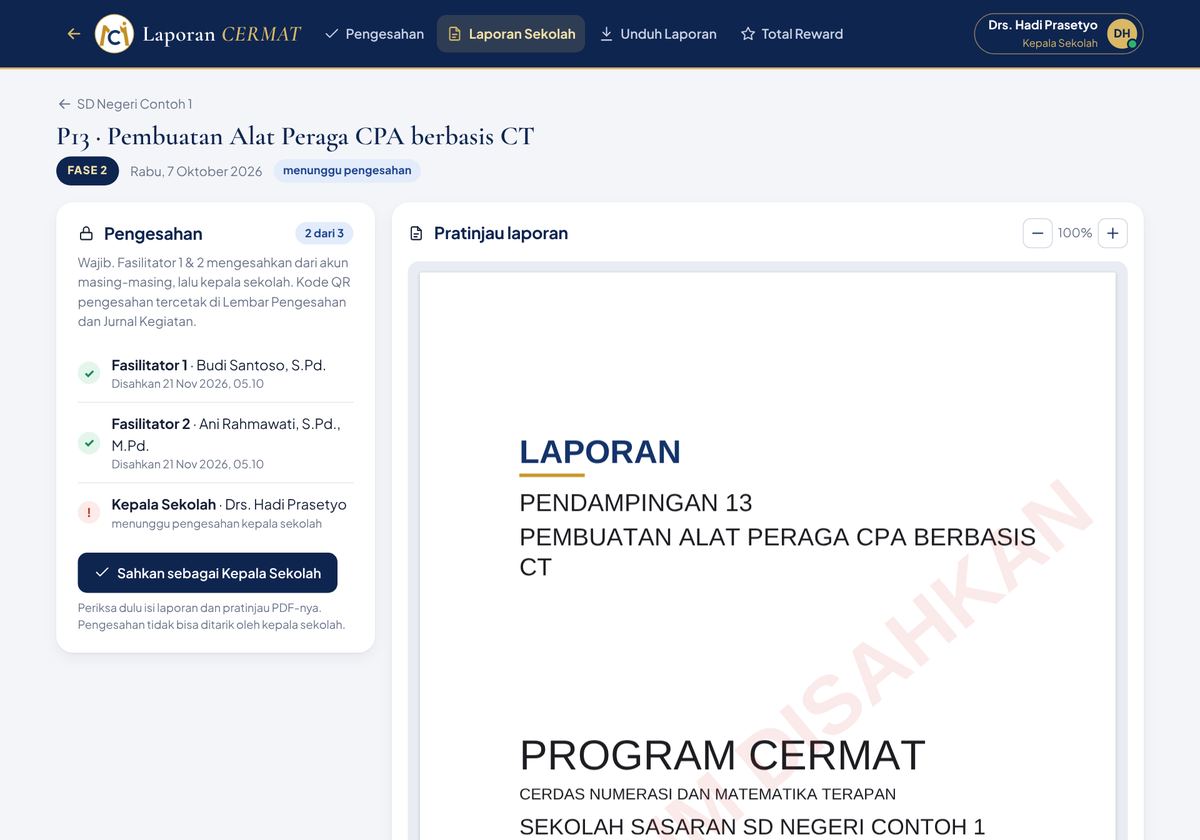 Laporan CERMAT
Pengesahan
Laporan Sekolah
Unduh Laporan
Total Reward
Drs. Hadi Prasetyo
Kepala Sekolah
DH
SD Negeri Contoh 1
P13 · Pembuatan Alat Peraga CPA berbasis CT
FASE 2
Rabu, 7 Oktober 2026
menunggu pengesahan
Pengesahan
2 dari 3
Wajib. Fasilitator 1 & 2 mengesahkan dari akun
masing-masing, lalu kepala sekolah. Kode QR
pengesahan tercetak di Lembar Pengesahan
dan Jurnal Kegiatan.
Fasilitator 1 · Budi Santoso, S.Pd.
Disahkan 21 Nov 2026, 05.10
Fasilitator 2 · Ani Rahmawati, S.Pd.,
M.Pd.
Disahkan 21 Nov 2026, 05.10
Kepala Sekolah · Drs. Hadi Prasetyo
menunggu pengesahan kepala sekolah
Sahkan sebagai Kepala Sekolah
Periksa dulu isi laporan dan pratinjau PDF-nya.
Pengesahan tidak bisa ditarik oleh kepala sekolah.
Pratinjau laporan
100%
LAPORAN
PENDAMPINGAN 13
PEMBUATAN ALAT PERAGA CPA BERBASIS
CT
PROGRAM CERMAT
CERDAS NUMERASI DAN MATEMATIKA TERAPAN
SEKOLAH SASARAN SD NEGERI CONTOH 1
M DISAHKAN